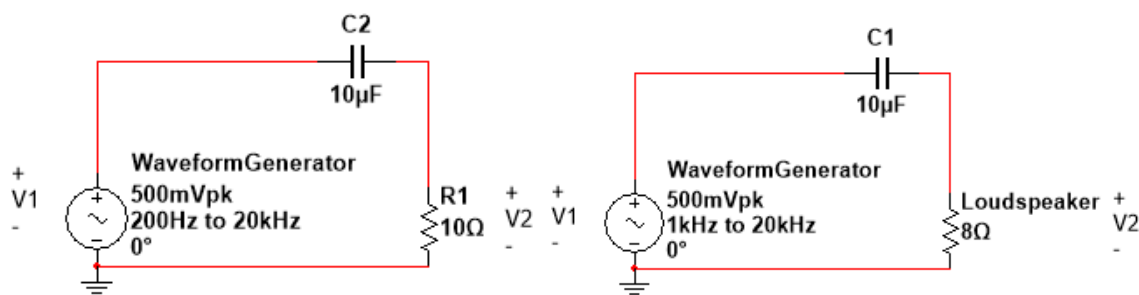 C2
10µF
WaveformGenerator
500mVpk
200Hz to 20kHz
0°
+
V1
-
R1
10Ω
+
V2
-
C1
10µF
WaveformGenerator
500mVpk
1kHz to 20kHz
0°
+
V1
-
Loudspeaker
8Ω
+
V2
-